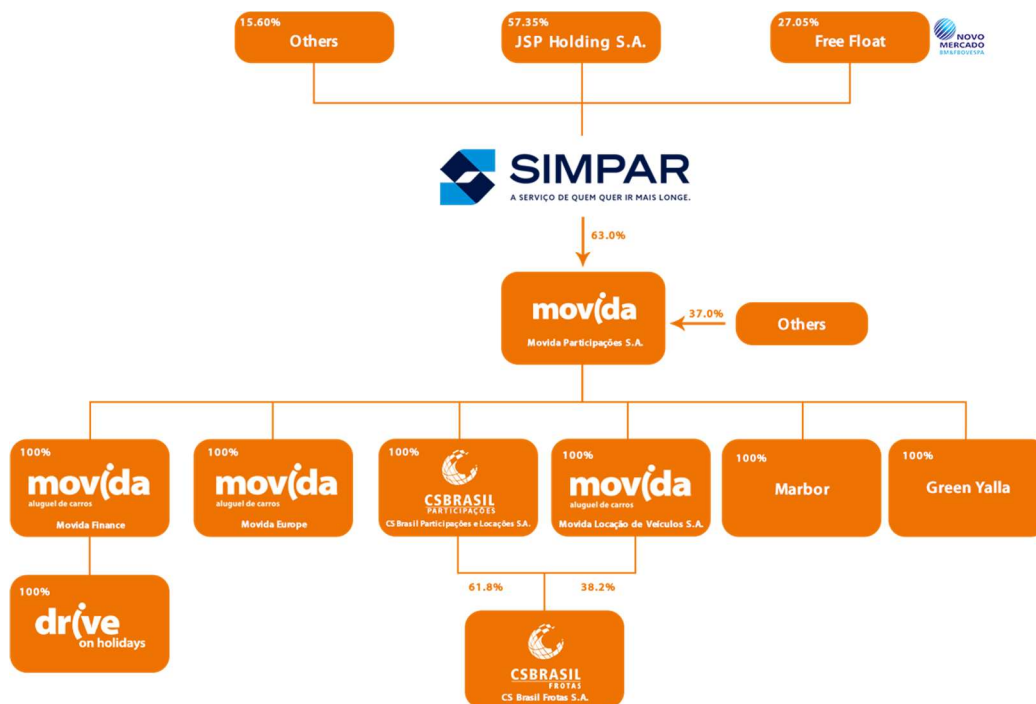 15.60%
Others
57.35%
JSP Holding S.A.
27.05%
Free Float
NOVO
MERCADO
BM&FBOVESPA
SIMPAR
A SERVIÇO DE QUEM QUER IR MAIS LONGE.
63.0%
movida
Movida Participações S.A.
37.0%
Others
100%
movida
aluguel de carros
Movida Finance
100%
movida
aluguel de carros
Movida Europe
100%
CSBRASIL
PARTICIPAÇÕES
CS Brasil Participações e Locações S.A.
100%
movida
aluguel de carros
Movida Locação de Veículos S.A.
100%
Marbor
100%
Green Yalla
100%
drive
on holidays
61.8%
38.2%
CSBRASIL
FROTAS
CS Brasil Frotas S.A.